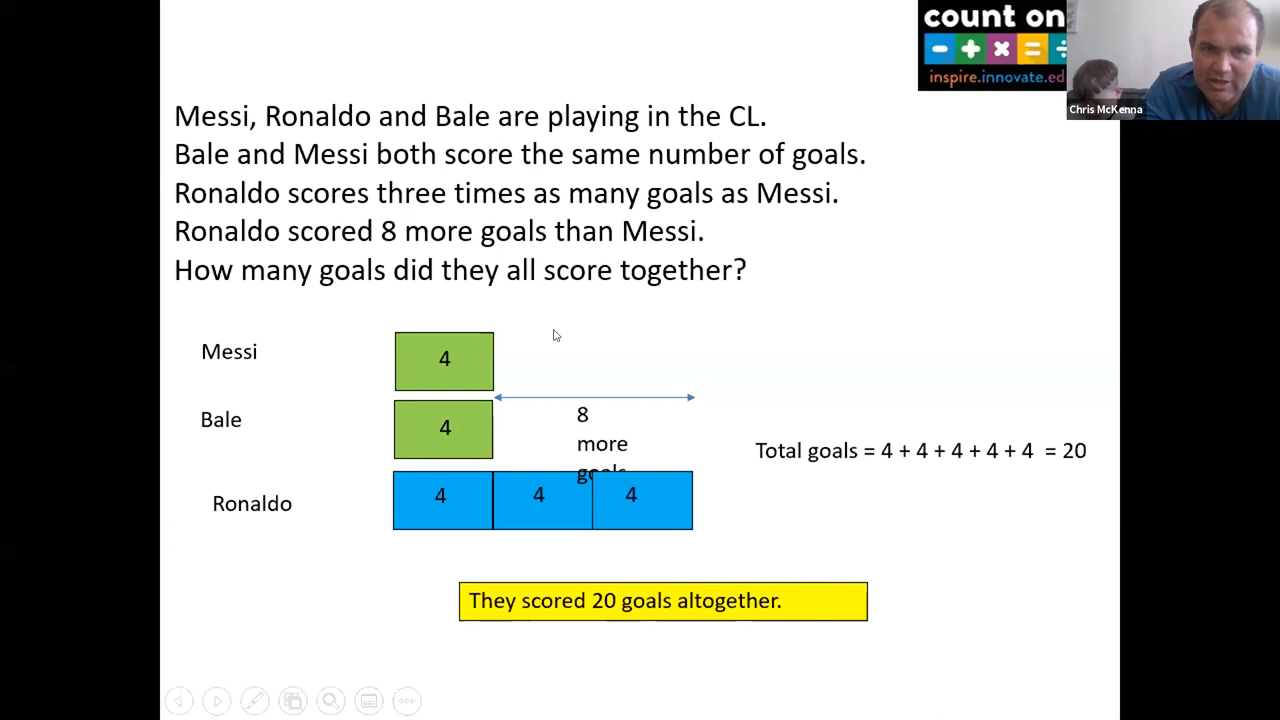 count on
− + × = ÷
inspire.innovate.ed
Chris McKenna
Messi, Ronaldo and Bale are playing in the CL.
Bale and Messi both score the same number of goals.
Ronaldo scores three times as many goals as Messi.
Ronaldo scored 8 more goals than Messi.
How many goals did they all score together?
Messi
4
8
more
goals
Bale
4
Total goals = 4 + 4 + 4 + 4 + 4 = 20
Ronaldo
4 4 4
They scored 20 goals altogether.